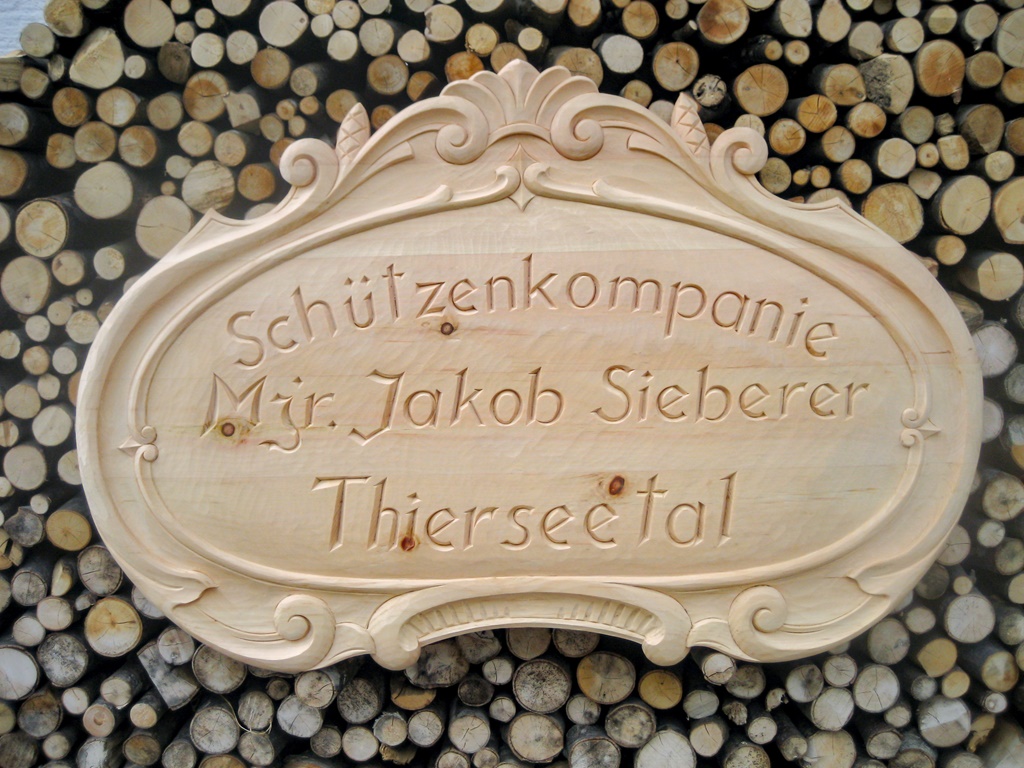 Schützenkompanie
Mjr. Jakob Sieberer
Thierseetal